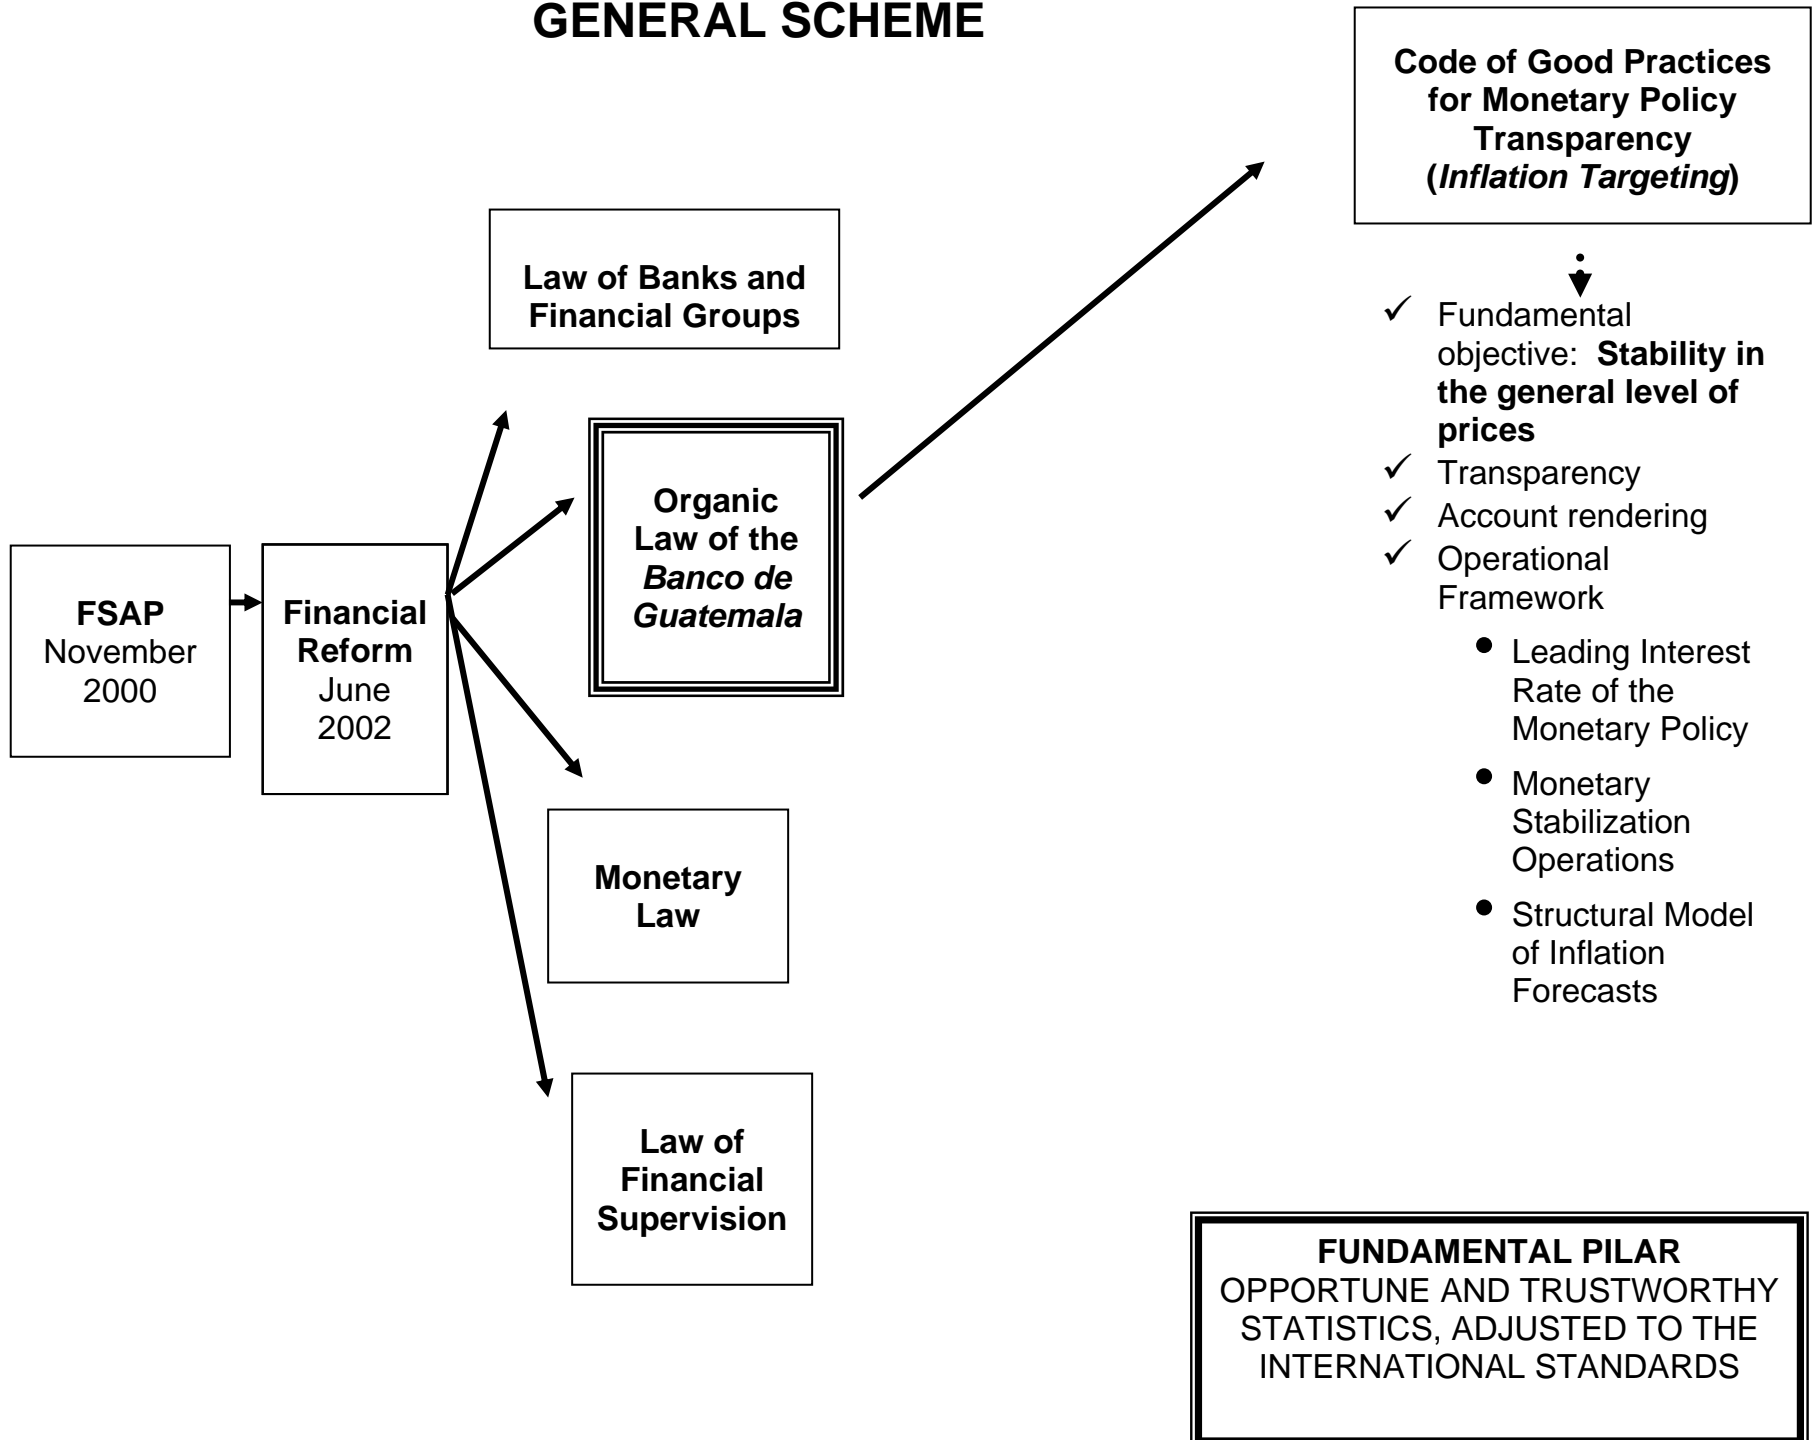 GENERAL SCHEME
FSAP
November
2000
Financial
Reform
June
2002
Law of Banks and
Financial Groups
Organic
Law of the
Banco de
Guatemala
Monetary
Law
Law of
Financial
Supervision
Code of Good Practices
for Monetary Policy
Transparency
(Inflation Targeting)
✓ Fundamental
objective: Stability in
the general level of
prices
✓ Transparency
✓ Account rendering
✓ Operational
Framework
• Leading Interest
Rate of the
Monetary Policy
• Monetary
Stabilization
Operations
• Structural Model
of Inflation
Forecasts
FUNDAMENTAL PILAR
OPPORTUNE AND TRUSTWORTHY
STATISTICS, ADJUSTED TO THE
INTERNATIONAL STANDARDS